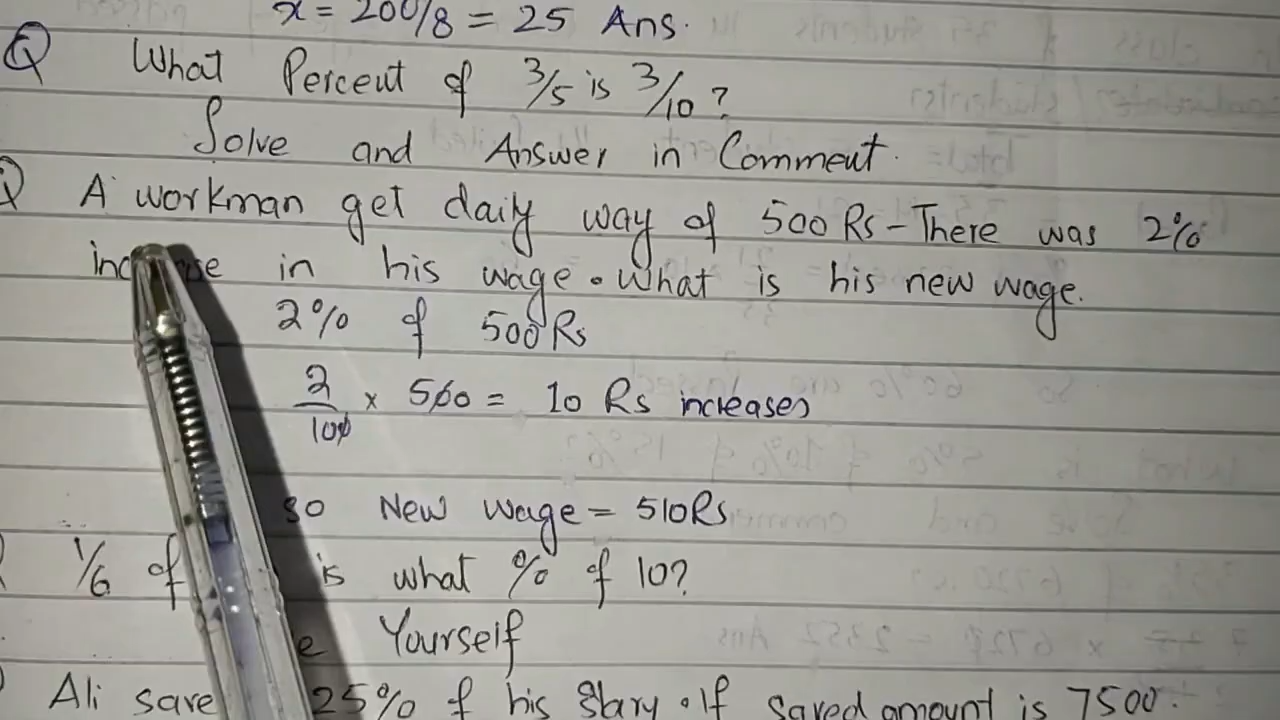 x = 200/8 = 25 Ans.
Q What Percent of 3/5 is 3/10?
Solve and Answer in Comment.
Q A workman get daily way of 500 Rs - There was 2%
in his wage. What is his new wage.
2% of 500 Rs
2/100 x 500 = 10 Rs increases
so New wage = 510 Rs
1/6 of is what % of 10?
Yourself
Ali save 25% of his Slary. If saved amount is 7500.